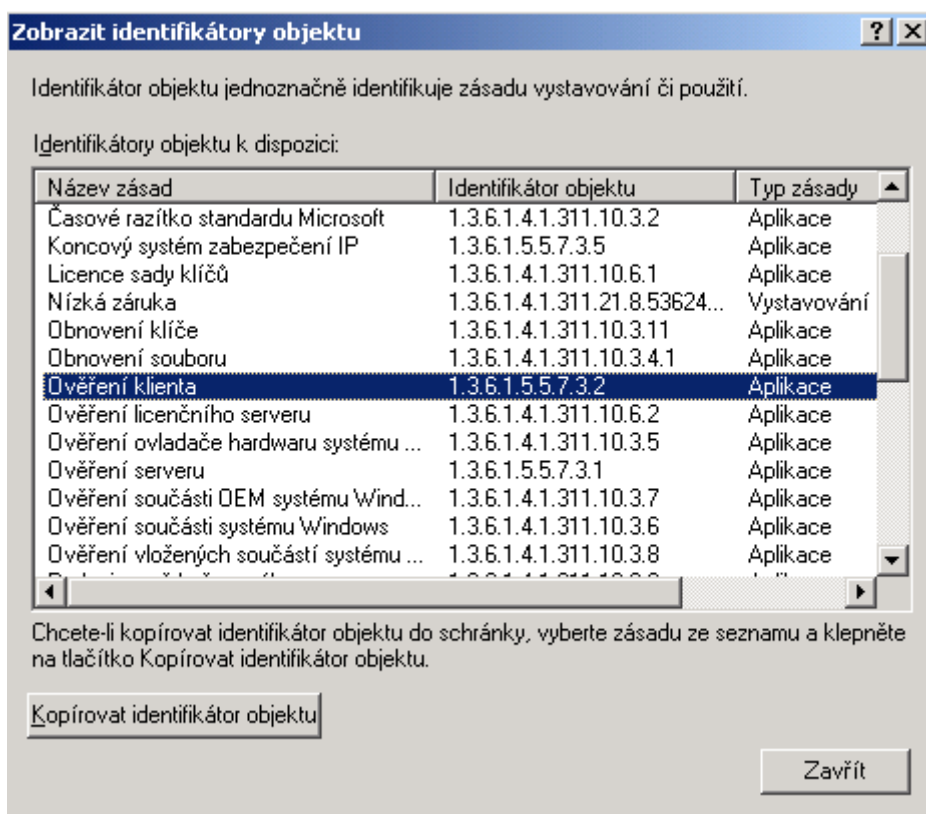 Zobrazit identifikátory objektu
Identifikátor objektu jednoznačně identifikuje zásadu vystavování či použití.
Identifikátory objektu k dispozici:
Název zásad Identifikátor objektu Typ zásady
Časové razítko standardu Microsoft 1.3.6.1.4.1.311.10.3.2 Aplikace
Koncový systém zabezpečení IP 1.3.6.1.5.5.7.3.5 Aplikace
Licence sady klíčů 1.3.6.1.4.1.311.10.6.1 Aplikace
Nízká záruka 1.3.6.1.4.1.311.21.8.53624... Vystavování
Obnovení klíče 1.3.6.1.4.1.311.10.3.11 Aplikace
Obnovení souboru 1.3.6.1.4.1.311.10.3.4.1 Aplikace
Ověření klienta 1.3.6.1.5.5.7.3.2 Aplikace
Ověření licenčního serveru 1.3.6.1.4.1.311.10.6.2 Aplikace
Ověření ovladače hardwaru systému ... 1.3.6.1.4.1.311.10.3.5 Aplikace
Ověření serveru 1.3.6.1.5.5.7.3.1 Aplikace
Ověření součásti OEM systému Wind... 1.3.6.1.4.1.311.10.3.7 Aplikace
Ověření součásti systému Windows 1.3.6.1.4.1.311.10.3.6 Aplikace
Ověření vložených součástí systému ... 1.3.6.1.4.1.311.10.3.8 Aplikace
Chcete-li kopírovat identifikátor objektu do schránky, vyberte zásadu ze seznamu a klepněte
na tlačítko Kopírovat identifikátor objektu.
Kopírovat identifikátor objektu
Zavřít